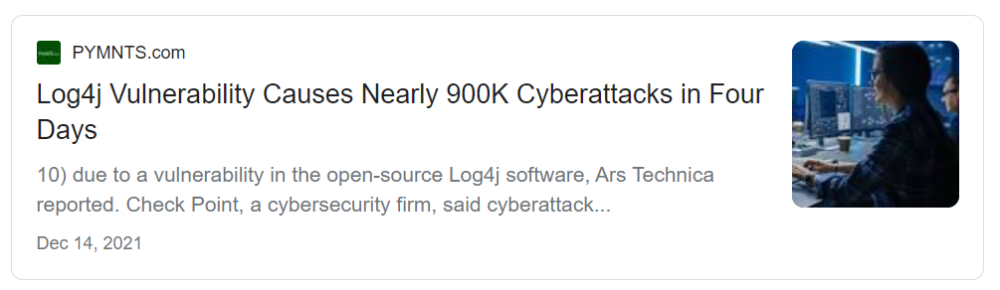 PYMNTS.com
Log4j Vulnerability Causes Nearly 900K Cyberattacks in Four
Days
10) due to a vulnerability in the open-source Log4j software, Ars Technica
reported. Check Point, a cybersecurity firm, said cyberattack...
Dec 14, 2021